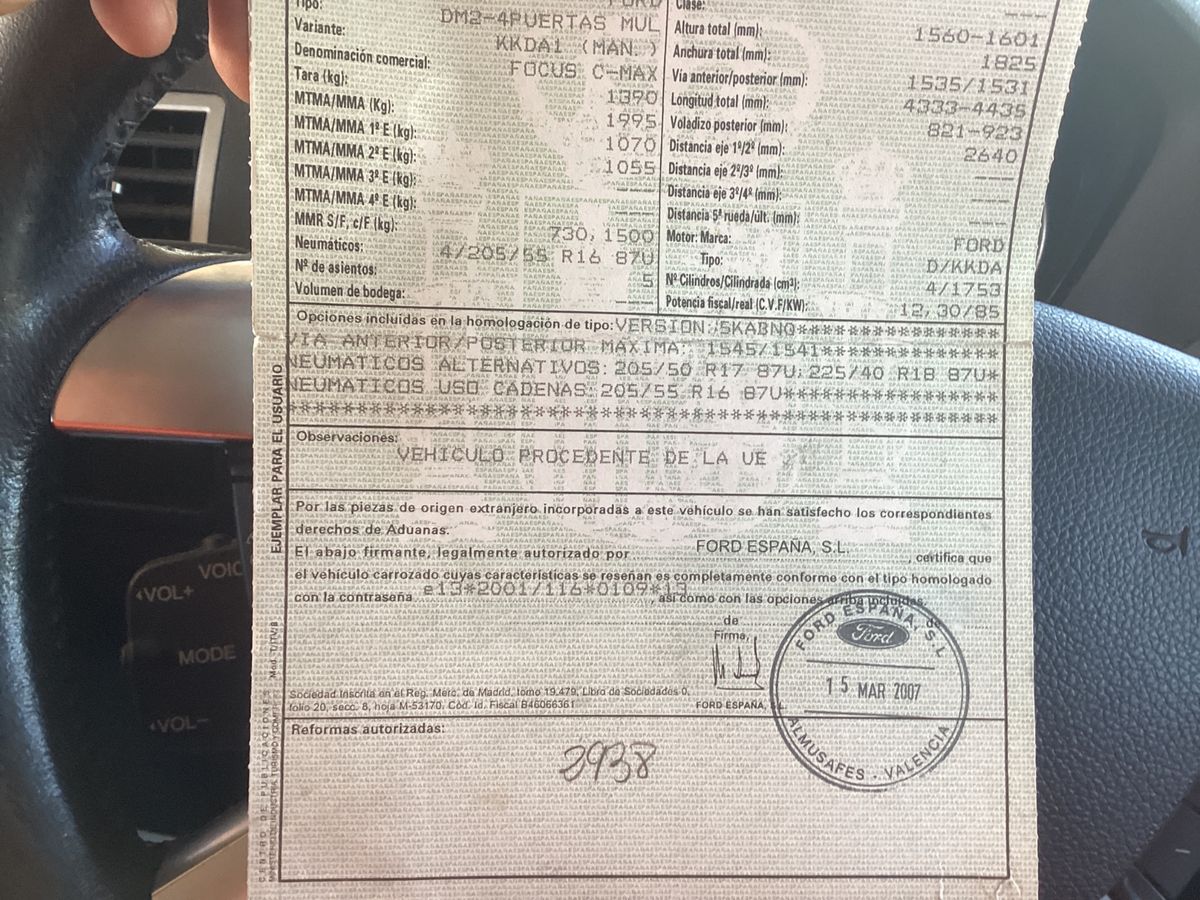 Tipo: FORD
Variante: DM2-4PUERTAS MUL
KKDA1 (MAN.)
Denominación comercial: FOCUS C-MAX
Tara (kg): 1390
MTMA/MMA (Kg): 1995
MTMA/MMA 1º E (kg): 1070
MTMA/MMA 2º E (kg): 1055
MTMA/MMA 3º E (kg): ----
MTMA/MMA 4º E (kg): ----
MMR S/F, c/F (kg): 730,1500
Neumáticos: 4/205/55 R16 87U
Nº de asientos: 5
Volumen de bodega: ----
Clase: ----
Altura total (mm): 1560-1601
Anchura total (mm): 1825
Vía anterior/posterior (mm): 1535/1531
Longitud total (mm): 4333-4435
Voladizo posterior (mm): 821-923
Distancia eje 1º/2º (mm): 2640
Distancia eje 2º/3º (mm): ----
Distancia eje 3º/4º (mm): ----
Distancia 5ª rueda/últ. (mm): ----
Motor: Marca: FORD
Tipo: D/KKDA
Nº Cilindros/Cilindrada (cm³): 4/1753
Potencia fiscal/real (C.V.F/KW): 12,30/85
Opciones incluidas en la homologación de tipo: VERSION:5KABNQ****************
VIA ANTERIOR/POSTERIOR MAXIMA: 1545/1541**************
NEUMATICOS ALTERNATIVOS: 205/50 R17 87U; 225/40 R18 87U*
NEUMATICOS USO CADENAS: 205/55 R16 87U*****************
Observaciones:
VEHICULO PROCEDENTE DE LA UE
Por las piezas de origen extranjero incorporadas a este vehículo se han satisfecho los correspondientes
derechos de Aduanas.
El abajo firmante, legalmente autorizado por FORD ESPAÑA, S.L. , certifica que
el vehículo carrozado cuyas características se reseñan es completamente conforme con el tipo homologado
con la contraseña e13*2001/116*0109*13 , así como con las opciones arriba incluidas.
de
Firma,
FORD ESPAÑA, S.L
Ford
15 MAR 2007
ALMUSAFES - VALENCIA
Sociedad Inscrita en el Reg. Merc. de Madrid, tomo 19.479, Libro de Sociedades 0,
folio 20, secc. 8, hoja M-53170, Cód. Id. Fiscal B46066361
FORD ESPAÑA,
Reformas autorizadas:
2938
EJEMPLAR PARA EL USUARIO
CENTRO DE PUBLICACIONES
VOL+
VOIC
MODE
VOL-